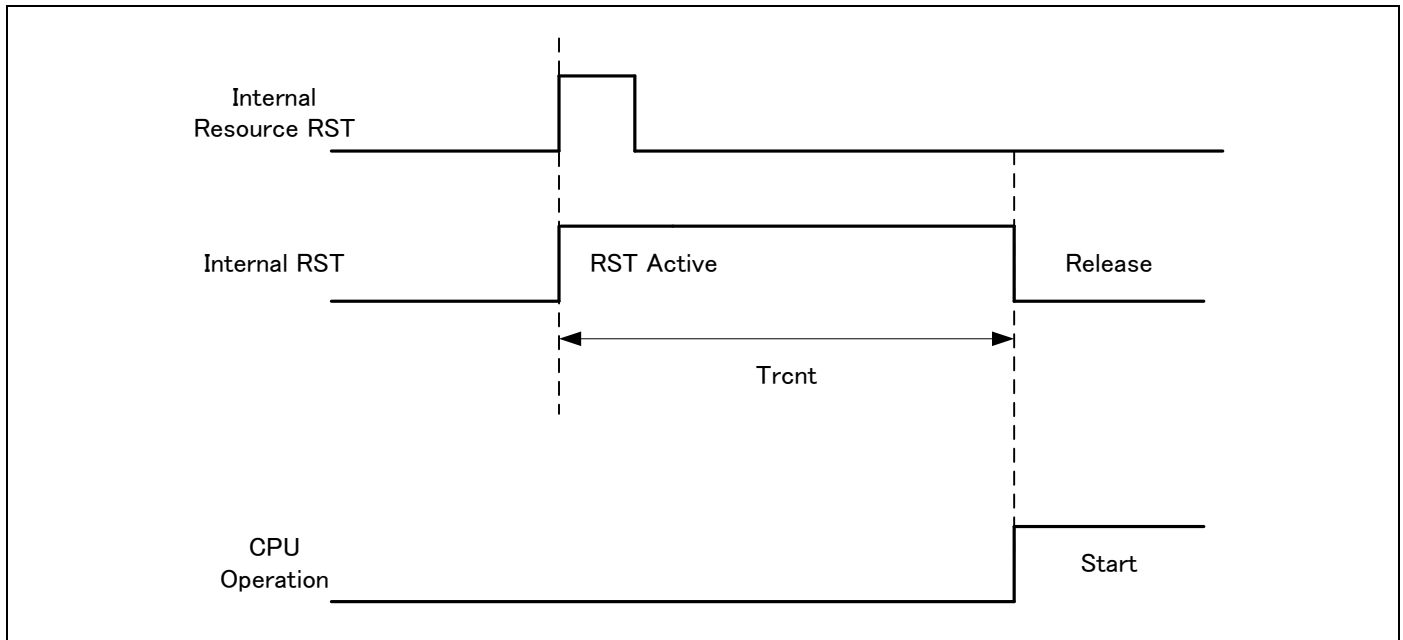 Internal
Resource RST
Internal RST
RST Active
Release
Trcnt
CPU
Operation
Start